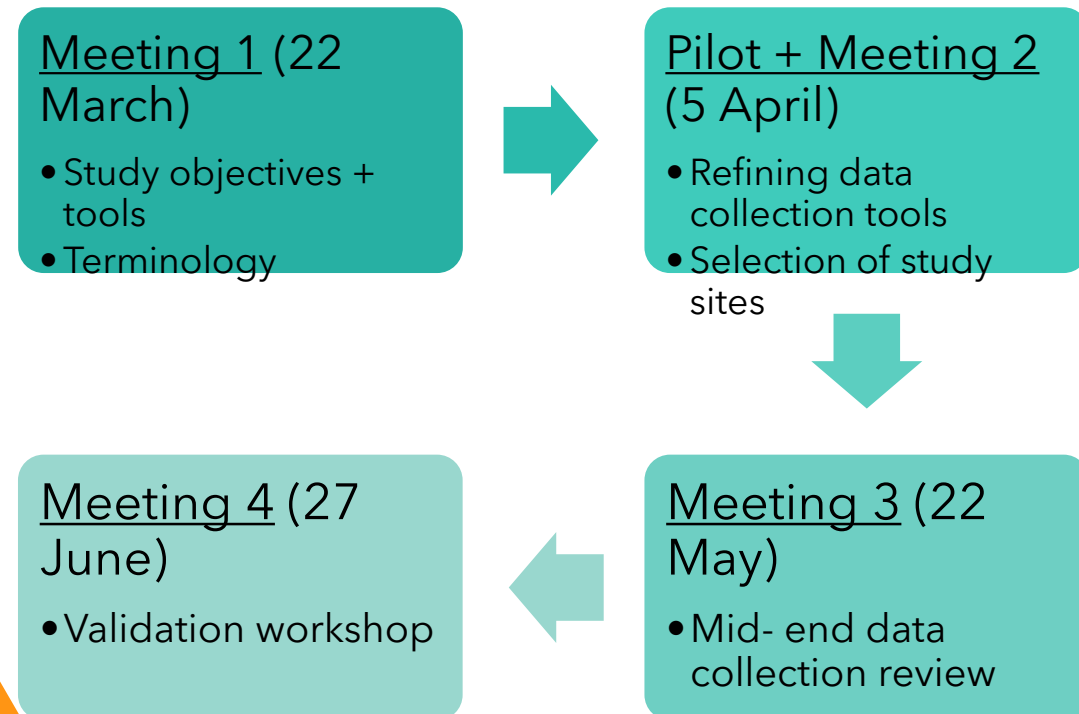 Meeting 1 (22
March)
• Study objectives +
tools
• Terminology
Pilot + Meeting 2
(5 April)
• Refining data
collection tools
• Selection of study
sites
Meeting 4 (27
June)
• Validation workshop
Meeting 3 (22
May)
• Mid- end data
collection review